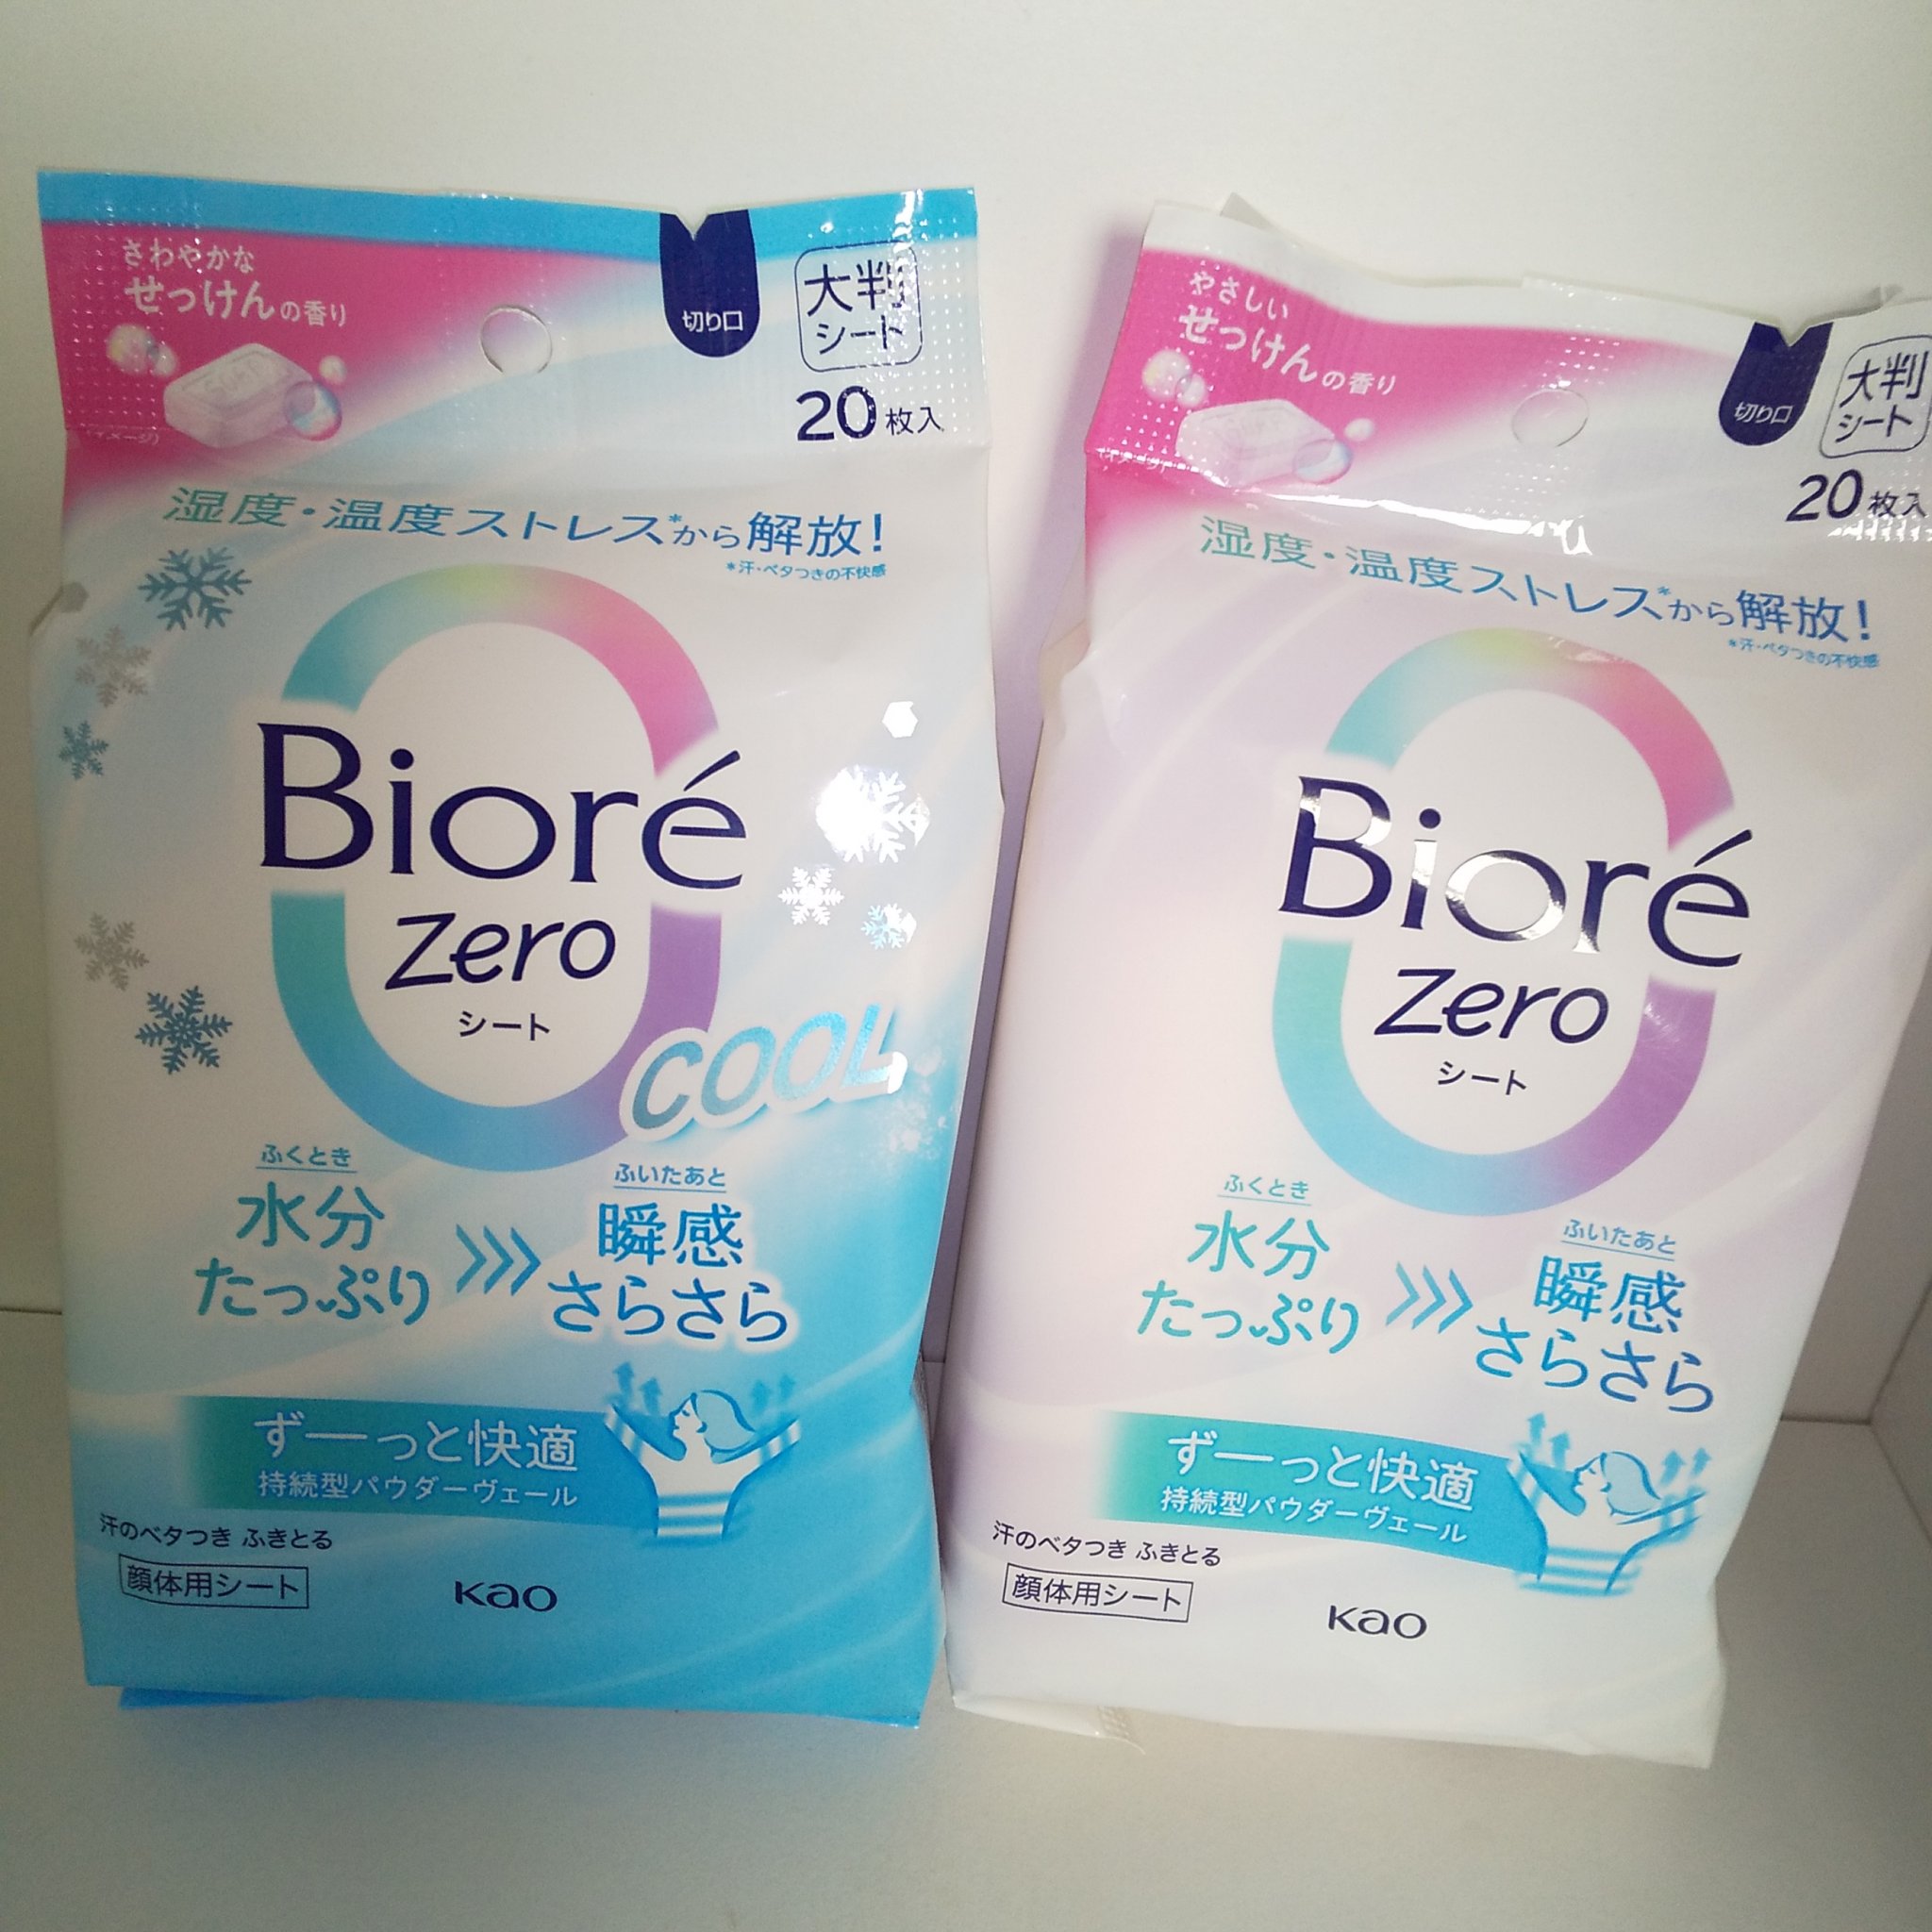 さわやかな
せっけんの香り
切り口
大判
シート
20枚入
(イメージ)
湿度・温度ストレス*から解放!
*汗・ベタつきの不快感
Bioré
Zero
シート
COOL
ふくとき
水分
たっぷり
ふいたあと
瞬感
さらさら
ずーっと快適
持続型パウダーヴェール
汗のベタつき ふきとる
顔体用シート
Kao
やさしい
せっけんの香り
切り口
大判
シート
20枚入
(イメージ)
湿度・温度ストレス*から解放!
*汗・ベタつきの不快感
Bioré
Zero
シート
ふくとき
水分
たっぷり
ふいたあと
瞬感
さらさら
ずーっと快適
持続型パウダーヴェール
汗のベタつき ふきとる
顔体用シート
Kao